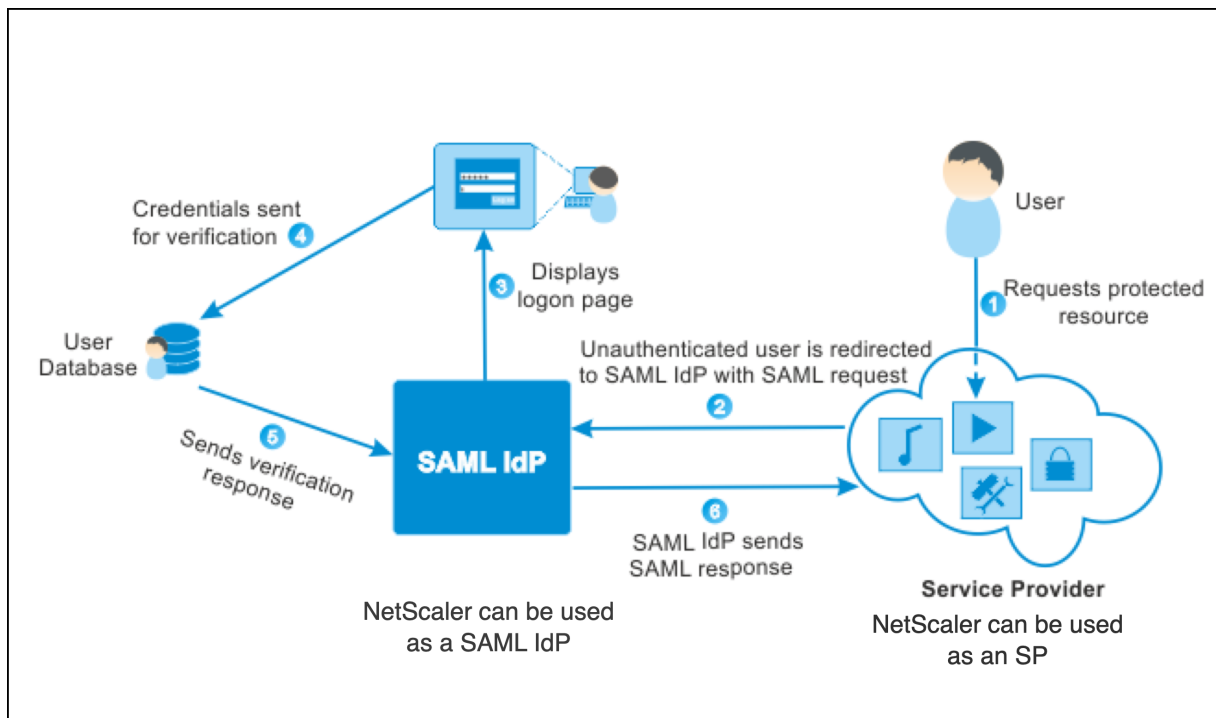 User
1
Requests protected
resource
Unauthenticated user is redirected
to SAML IdP with SAML request
2
Displays
logon page
3
Credentials sent
for verification
4
User
Database
5
Sends verification
response
SAML IdP
6
SAML IdP sends
SAML response
Service Provider
NetScaler can be used
as a SAML IdP
NetScaler can be used
as an SP